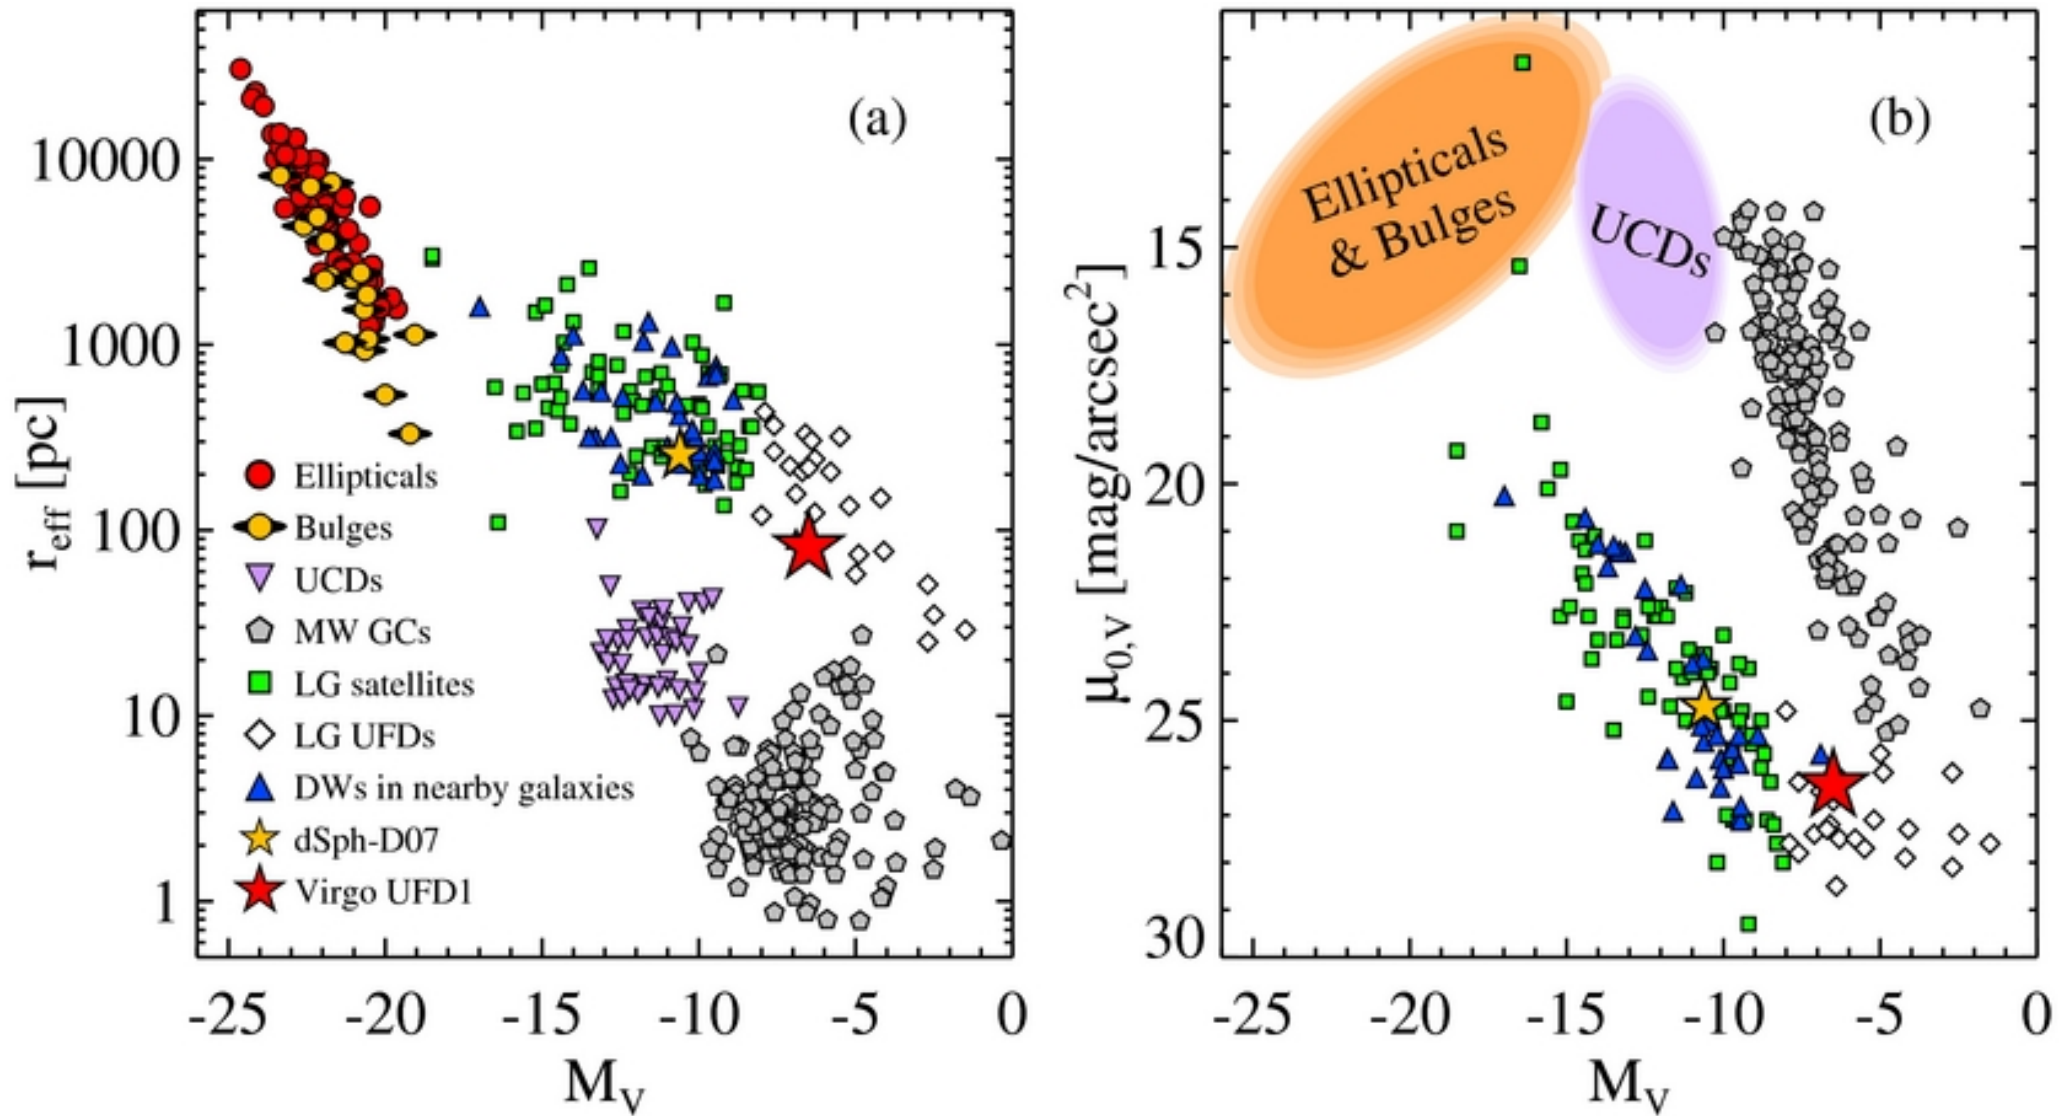 (a)
r_eff [pc]
10000
1000
100
10
1
Ellipticals
Bulges
UCDs
MW GCs
LG satellites
LG UFDs
DWs in nearby galaxies
dSph-D07
Virgo UFD1
-25 -20 -15 -10 -5 0
M_V
(b)
Ellipticals
& Bulges
UCDs
μ_0,V [mag/arcsec²]
15
20
25
30
-25 -20 -15 -10 -5 0
M_V